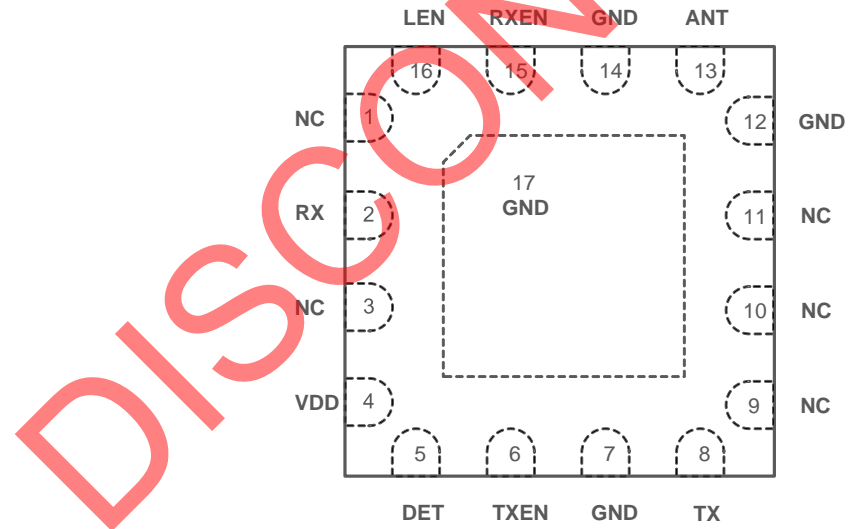 LEN RXEN GND ANT
16 15 14 13
NC 1 12 GND
17
GND
RX 2 11 NC
NC 3 10 NC
VDD 4 9 NC
5 6 7 8
DET TXEN GND TX
DISCON